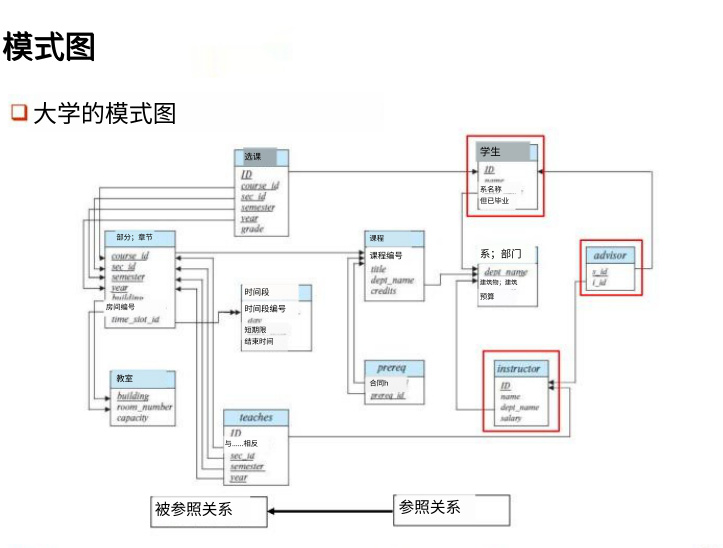 模式图
大学的模式图
选课
ID
course_id
sec_id
semester
year
grade
学生
ID
name
系名称
但已毕业
部分；章节
course_id
sec_id
semester
year
building
房间编号
time_slot_id
课程
课程编号
title
dept_name
credits
系；部门
dept_name
建筑物；建筑
预算
advisor
s_id
i_id
时间段
时间段编号
day
短期限
结束时间
教室
building
room_number
capacity
prereq
合同h
prereq_id
instructor
ID
name
dept_name
salary
teaches
ID
与......相反
sec_id
semester
year
被参照关系
参照关系